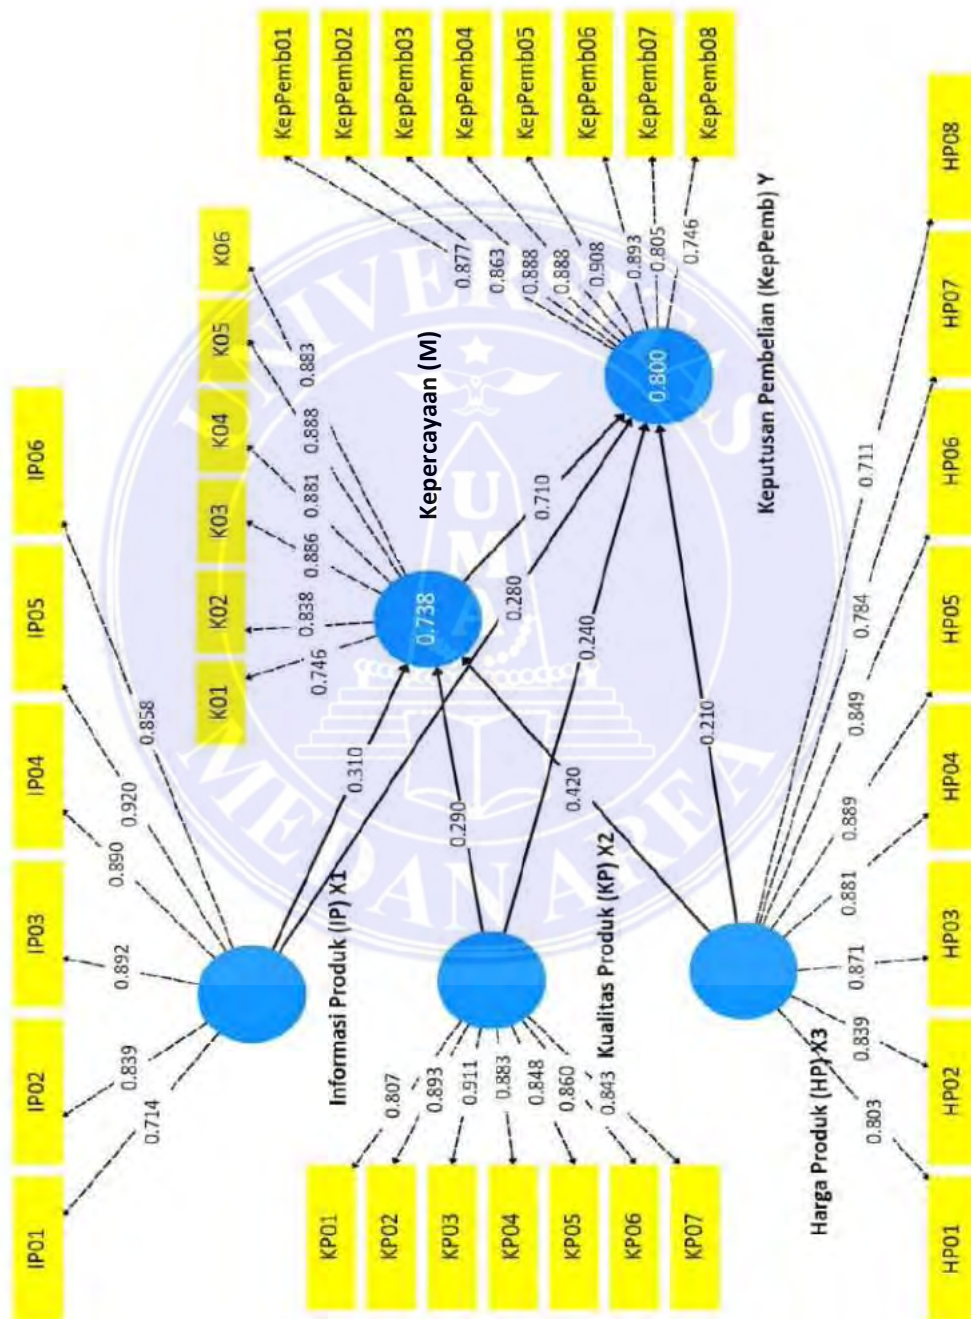 IP01
IP02
IP03
IP04
IP05
IP06
0.714
0.839
0.892
0.890
0.920
0.858
Informasi Produk (IP) X1
K01
K02
K03
K04
K05
K06
0.746
0.838
0.886
0.881
0.888
0.883
0.738
Kepercayaan (M)
KepPemb01
KepPemb02
KepPemb03
KepPemb04
KepPemb05
KepPemb06
KepPemb07
KepPemb08
0.877
0.863
0.888
0.888
0.908
0.893
0.805
0.746
0.800
Keputusan Pembelian (KepPemb) Y
0.310
0.710
0.280
0.290
0.240
0.420
0.210
KP01
KP02
KP03
KP04
KP05
KP06
KP07
0.807
0.893
0.911
0.883
0.848
0.860
0.843
Kualitas Produk (KP) X2
Harga Produk (HP) X3
0.803
0.839
0.871
0.881
0.889
0.849
0.784
0.711
HP01
HP02
HP03
HP04
HP05
HP06
HP07
HP08
UNIVERSITAS
MEDAN AREA
UMA